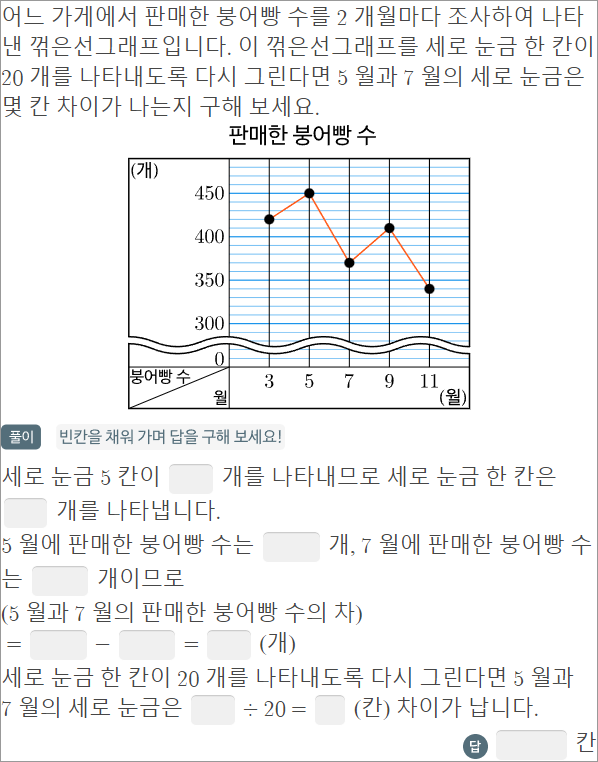 어느 가게에서 판매한 붕어빵 수를 2 개월마다 조사하여 나타
낸 꺾은선그래프입니다. 이 꺾은선그래프를 세로 눈금 한 칸이
20 개를 나타내도록 다시 그린다면 5 월과 7 월의 세로 눈금은
몇 칸 차이가 나는지 구해 보세요.
판매한 붕어빵 수
(개)
450
400
350
300
0
붕어빵 수
월
3 5 7 9 11
(월)
풀이 빈칸을 채워 가며 답을 구해 보세요!
세로 눈금 5 칸이 개를 나타내므로 세로 눈금 한 칸은
개를 나타냅니다.
5 월에 판매한 붕어빵 수는 개, 7 월에 판매한 붕어빵 수
는 개이므로
(5 월과 7 월의 판매한 붕어빵 수의 차)
= − = (개)
세로 눈금 한 칸이 20 개를 나타내도록 다시 그린다면 5 월과
7 월의 세로 눈금은 ÷ 20 = (칸) 차이가 납니다.
답 칸